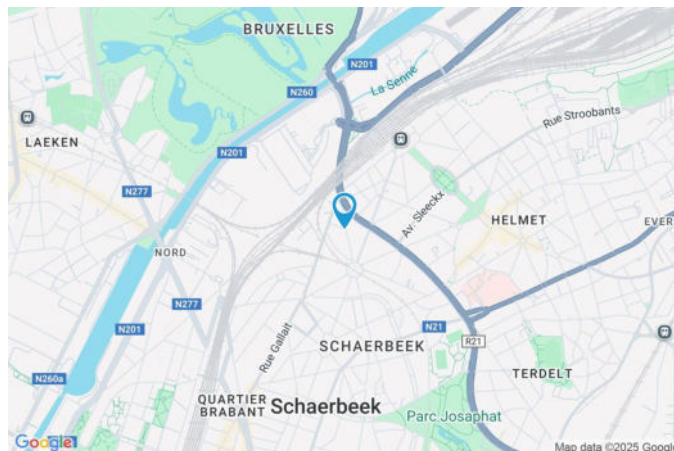 BRUXELLES
N201
La Senne
N260
Rue Stroobants
LAEKEN
N201
N277
Av. Sleeckx
HELMET
EVER
NORD
N277
N201
N21
R21
Rue Gallait
SCHAERBEEK
TERDELT
N260a
QUARTIER
BRABANT
Schaerbeek
Parc Josaphat
Google
Map data ©2025 Google